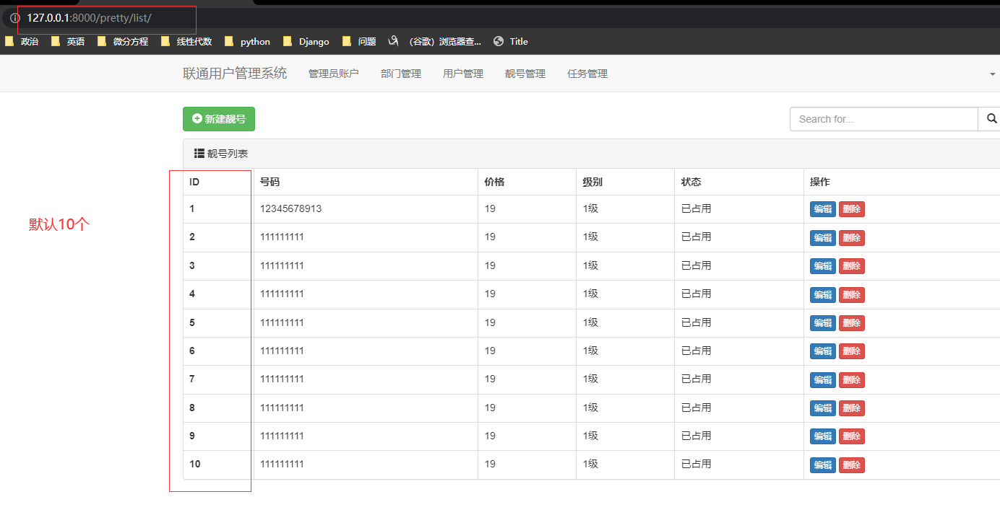 127.0.0.1:8000/pretty/list/
政治 英语 微分方程 线性代数 python Django 问题 (谷歌) 浏览器查... Title
联通用户管理系统 管理员账户 部门管理 用户管理 靓号管理 任务管理
新建靓号 Search for...
靓号列表
ID 号码 价格 级别 状态 操作
1 12345678913 19 1级 已占用 编辑 删除
默认10个
2 111111111 19 1级 已占用 编辑 删除
3 111111111 19 1级 已占用 编辑 删除
4 111111111 19 1级 已占用 编辑 删除
5 111111111 19 1级 已占用 编辑 删除
6 111111111 19 1级 已占用 编辑 删除
7 111111111 19 1级 已占用 编辑 删除
8 111111111 19 1级 已占用 编辑 删除
9 111111111 19 1级 已占用 编辑 删除
10 111111111 19 1级 已占用 编辑 删除